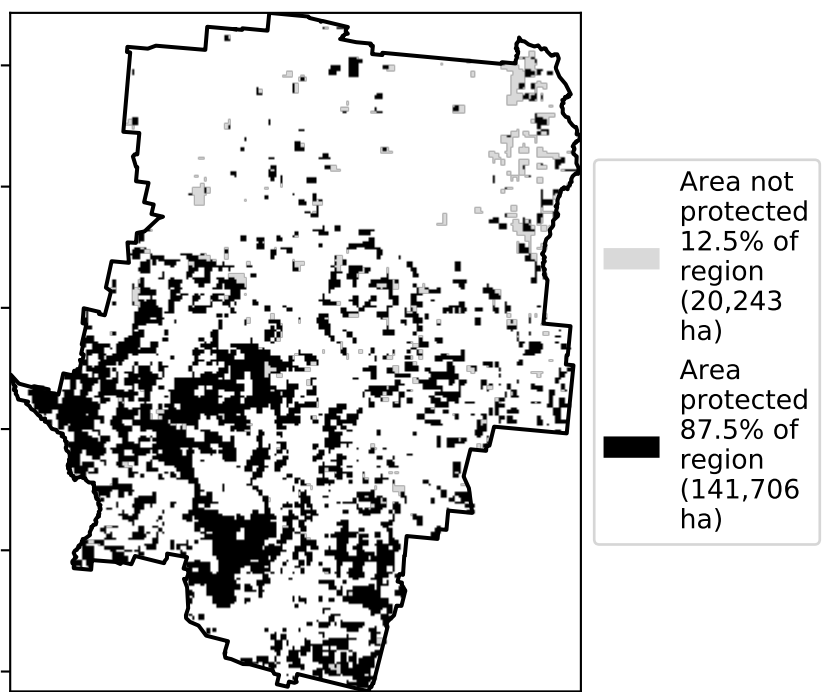 Area not
protected
12.5% of
region
(20,243
ha)
Area
protected
87.5% of
region
(141,706
ha)